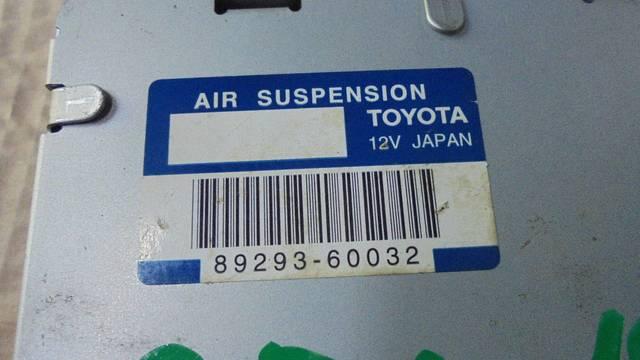 AIR SUSPENSION
TOYOTA
12V JAPAN
89293-60032